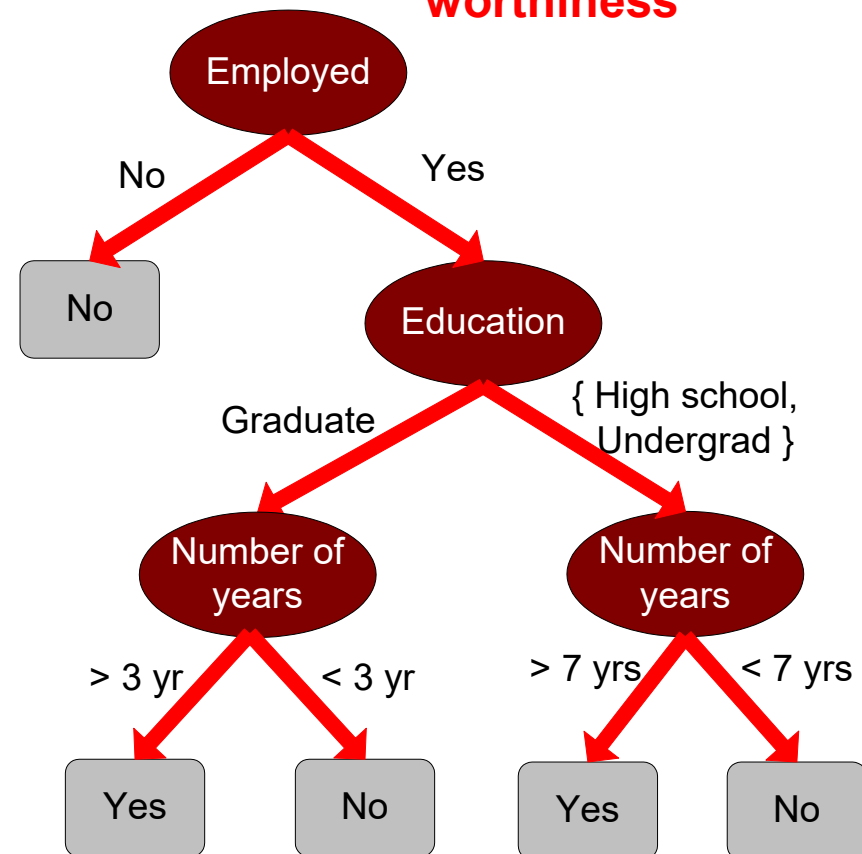 worthiness
Employed
No
Yes
No
Education
Graduate
{ High school,
Undergrad }
Number of
years
Number of
years
> 3 yr
< 3 yr
> 7 yrs
< 7 yrs
Yes
No
Yes
No